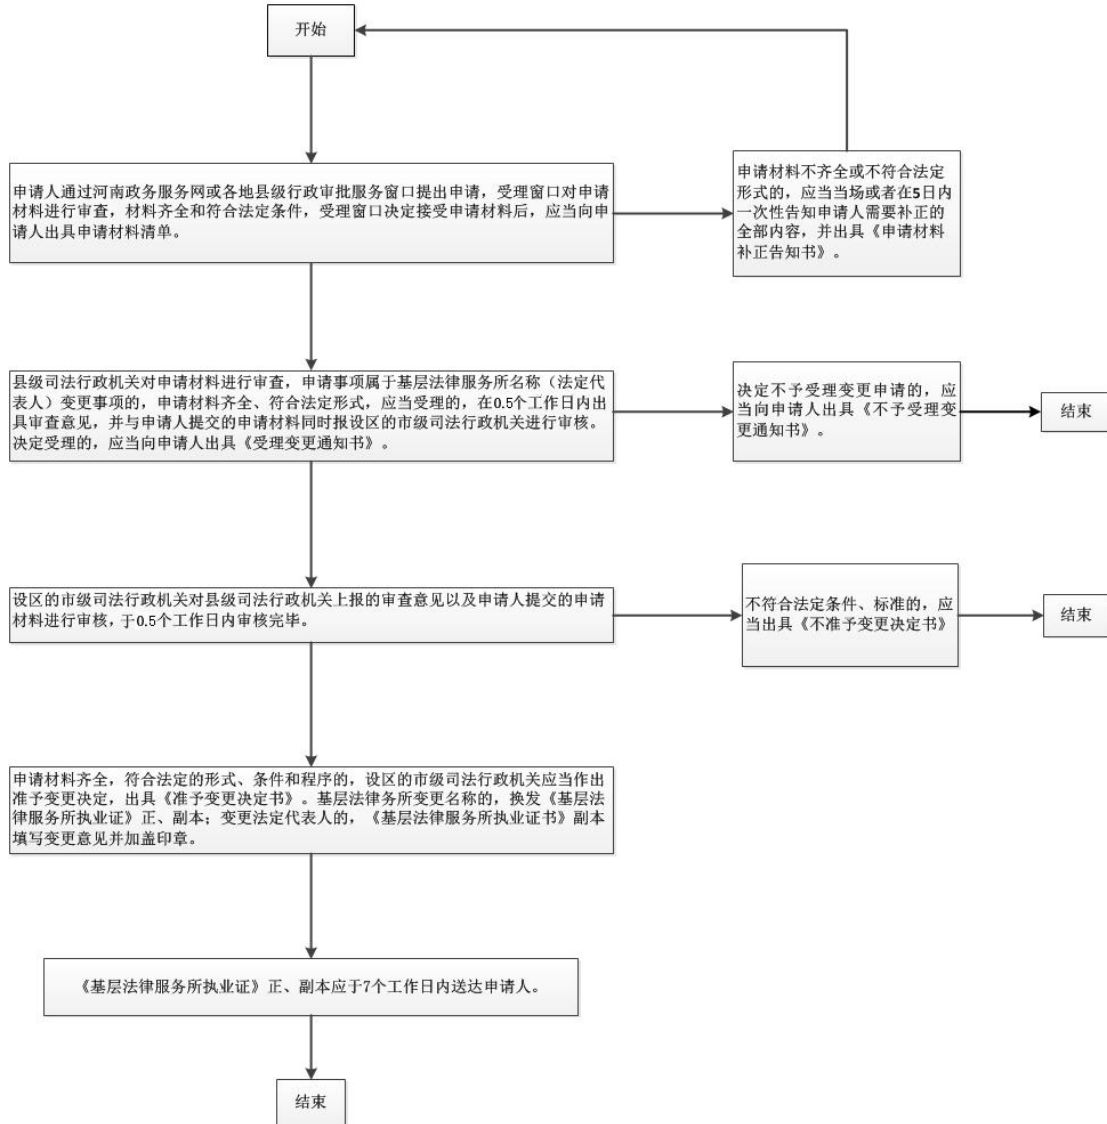 开始
申请人通过河南政务服务网或各地县级行政审批服务窗口提出申请，受理窗口对申请
材料进行审查，材料齐全和符合法定条件，受理窗口决定接受申请材料后，应当向申
请人出具申请材料清单。
申请材料不齐全或不符合法定
形式的，应当当场或者在5日内
一次性告知申请人需要补正的
全部内容，并出具《申请材料
补正告知书》。
县级司法行政机关对申请材料进行审查，申请事项属于基层法律服务所名称（法定代
表人）变更事项的，申请材料齐全、符合法定形式，应当受理的，在0.5个工作日内出
具审查意见，并与申请人提交的申请材料同时报设区的市级司法行政机关进行审核。
决定受理的，应当向申请人出具《受理变更通知书》。
决定不予受理变更申请的，应
当向申请人出具《不予受理变
更通知书》。
结束
设区的市级司法行政机关对县级司法行政机关上报的审查意见以及申请人提交的申请
材料进行审核，于0.5个工作日内审核完毕。
不符合法定条件、标准的，应
当出具《不准予变更决定书》
结束
申请材料齐全，符合法定的形式、条件和程序的，设区的市级司法行政机关应当作出
准予变更决定，出具《准予变更决定书》。基层法律务所变更名称的，换发《基层法
律服务所执业证》正、副本；变更法定代表人的，《基层法律服务所执业证书》副本
填写变更意见并加盖印章。
《基层法律服务所执业证》正、副本应于7个工作日内送达申请人。
结束